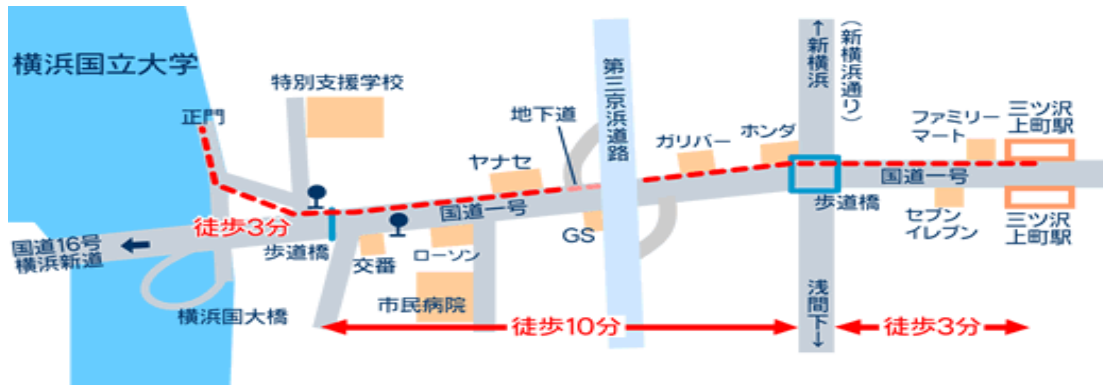 横浜国立大学
正門
特別支援学校
地下道
第三京浜道路
ヤナセ
ガリバー
ホンダ
↑新横浜
(新横浜通り)
ファミリー
マート
三ツ沢
上町駅
国道一号
国道一号
歩道橋
セブン
イレブン
三ツ沢
上町駅
徒歩3分
国道16号
横浜新道
←
歩道橋
交番
ローソン
GS
市民病院
横浜国大橋
浅間下→
徒歩10分
徒歩3分